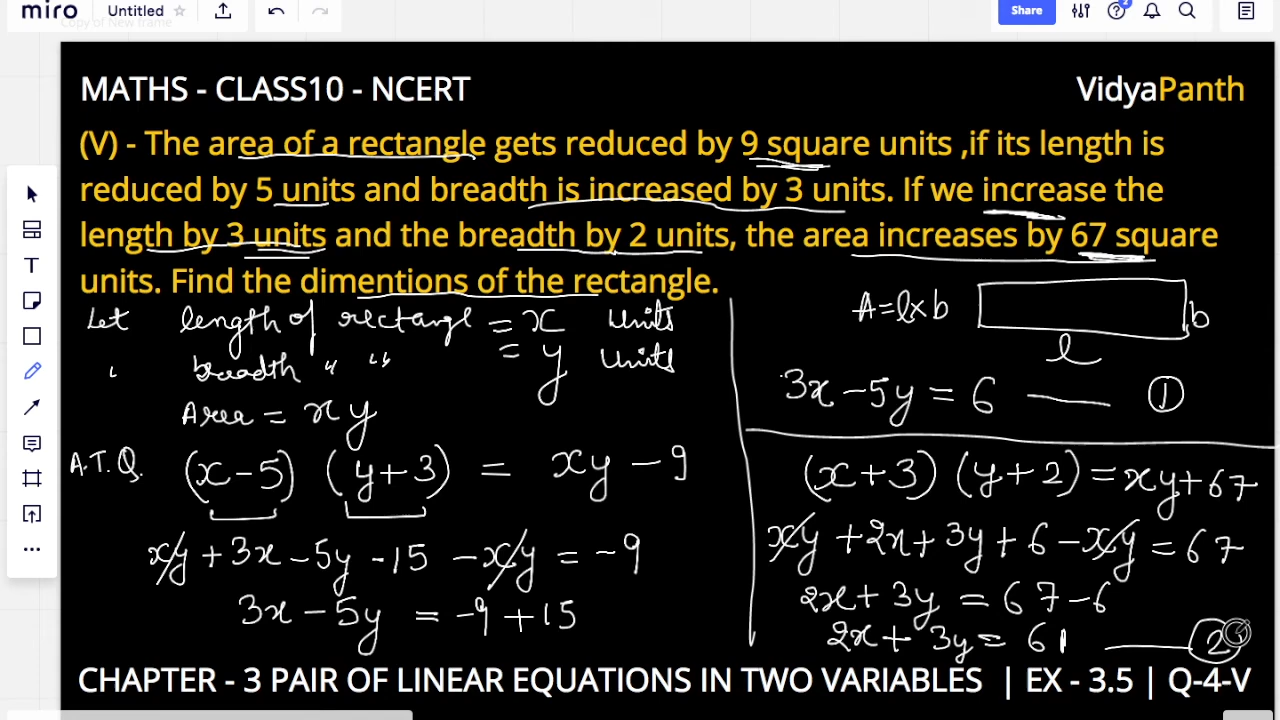 miro Untitled Share 2
Copy of New frame
MATHS - CLASS10 - NCERT
VidyaPanth
(V) - The area of a rectangle gets reduced by 9 square units ,if its length is
reduced by 5 units and breadth is increased by 3 units. If we increase the
length by 3 units and the breadth by 2 units, the area increases by 67 square
units. Find the dimentions of the rectangle.
Let length of rectangle = x Units
" breadth " " = y Units
Area = xy
A.T.Q. (x-5) (y+3) = xy - 9
xy + 3x - 5y - 15 - xy = -9
3x - 5y = -9 + 15
A = l x b
b
l
3x - 5y = 6 —— ①
(x+3) (y+2) = xy + 67
xy + 2x + 3y + 6 - xy = 67
2x + 3y = 67 - 6
2x + 3y = 61 —— ②
CHAPTER - 3 PAIR OF LINEAR EQUATIONS IN TWO VARIABLES | EX - 3.5 | Q-4-V